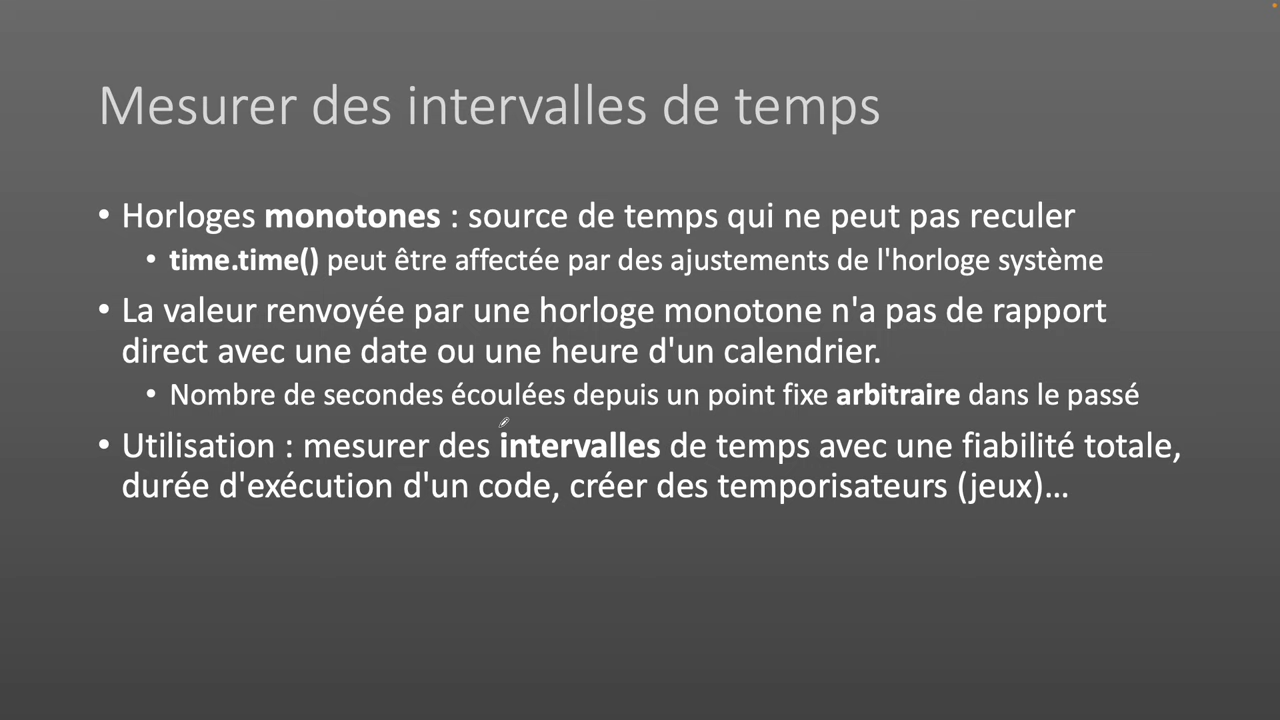 Mesurer des intervalles de temps
• Horloges monotones : source de temps qui ne peut pas reculer
• time.time() peut être affectée par des ajustements de l'horloge système
• La valeur renvoyée par une horloge monotone n'a pas de rapport
direct avec une date ou une heure d'un calendrier.
• Nombre de secondes écoulées depuis un point fixe arbitraire dans le passé
• Utilisation : mesurer des intervalles de temps avec une fiabilité totale,
durée d'exécution d'un code, créer des temporisateurs (jeux)…